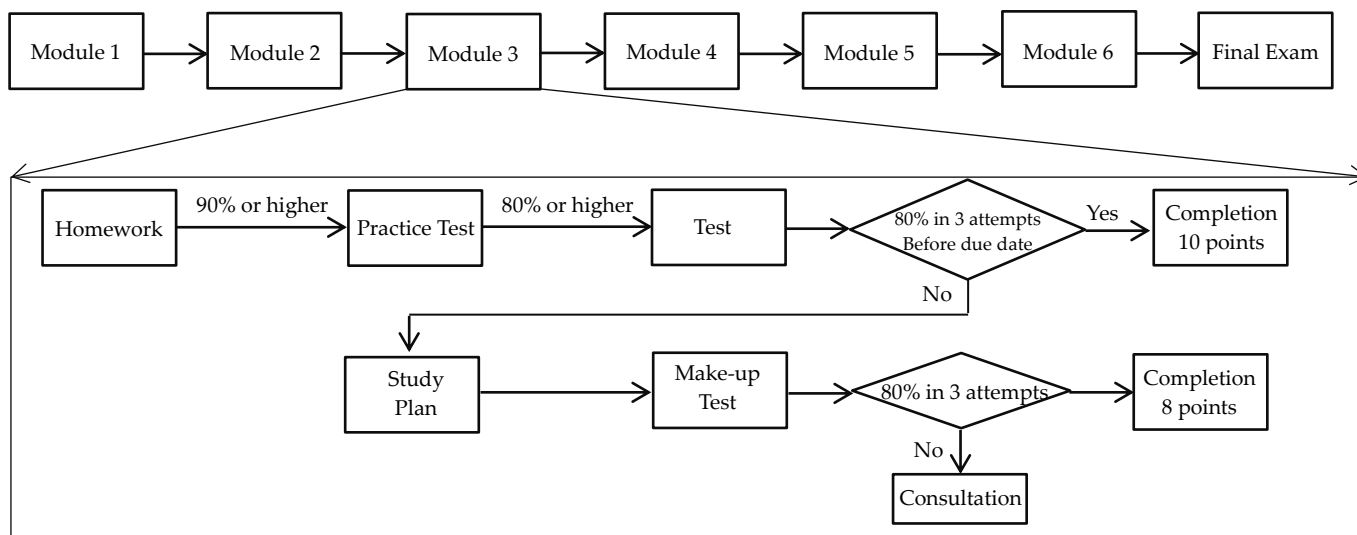 Module 1
Module 2
Module 3
Module 4
Module 5
Module 6
Final Exam
Homework
90% or higher
Practice Test
80% or higher
Test
80% in 3 attempts
Before due date
Yes
Completion
10 points
No
Study
Plan
Make-up
Test
80% in 3 attempts
Completion
8 points
No
Consultation